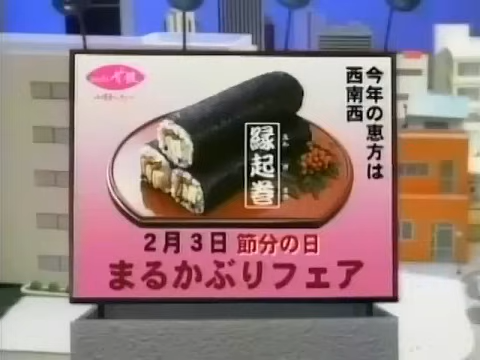 今年の恵方は
西南西
縁起巻
2月3日 節分の日
まるかぶりフェア